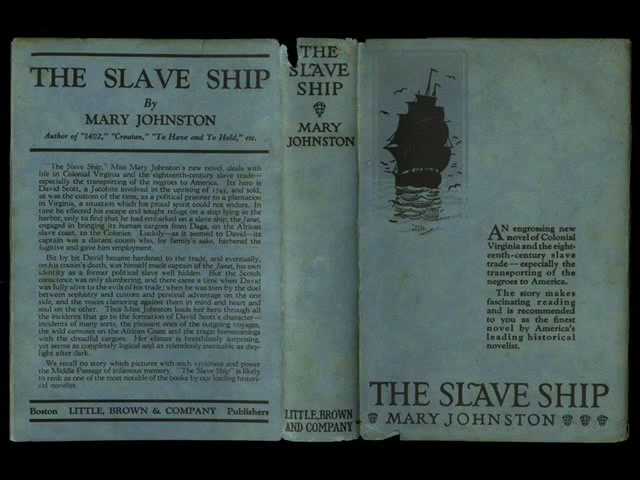 THE SLAVE SHIP
By
MARY JOHNSTON
Author of "1492," "Croatan," "To Have and To Hold," etc.
"The Slave Ship," Miss Mary Johnston's new novel, deals with
life in Colonial Virginia and the eighteenth-century slave trade—
especially the transporting of the negroes to America. Its hero is
David Scott, a Jacobite involved in the uprising of 1745, and sold,
as was the custom of the time, as a political prisoner to a plantation
in Virginia, a situation which his proud spirit could not endure. In
time he effected his escape and sought refuge on a ship lying in the
harbor, only to find that he had embarked on a slave ship, the Janet,
engaged in bringing its human cargoes from Daga, on the African
slave coast, to the Colonies. Luckily—as it seemed to David—its
captain was a distant cousin who, for family's sake, harbored the
fugitive and gave him employment.
Bit by bit David became hardened to the trade, and eventually,
on his cousin's death, was himself made captain of the Janet, his own
identity as a former political slave well hidden. But the Scotch
conscience was only slumbering, and there came a time when David
was fully alive to the evils of his trade; when he was torn by the duel
between sophistry and custom and personal advantage on the one
side, and the voices clamoring against them in mind and heart and
soul on the other. Thus Miss Johnston leads her hero through all
the incidents that go to the formation of David Scott's character—
incidents of many sorts, the pleasant ones of the outgoing voyages,
the wild carouses on the African Coast and the tragic homecomings
with the dreadful cargoes. Her climax is breathlessly surprising,
yet seems as completely logical and as relentlessly inevitable as day-
light after dark.
We recall no story which pictures with such vividness and power
the Middle Passage of infamous memory. "The Slave Ship" is likely
to rank as one of the most notable of the books by our leading histori-
cal novelist.
Boston LITTLE, BROWN & COMPANY Publishers
THE
SLAVE
SHIP
MARY
JOHNSTON
LITTLE, BROWN
AND COMPANY
AN engrossing new
novel of Colonial
Virginia and the eight-
eenth-century slave
trade — especially the
transporting of the
negroes to America.
The story makes
fascinating reading
and is recommended
to you as the finest
novel by America's
leading historical
novelist.
THE SLAVE SHIP
MARY JOHNSTON